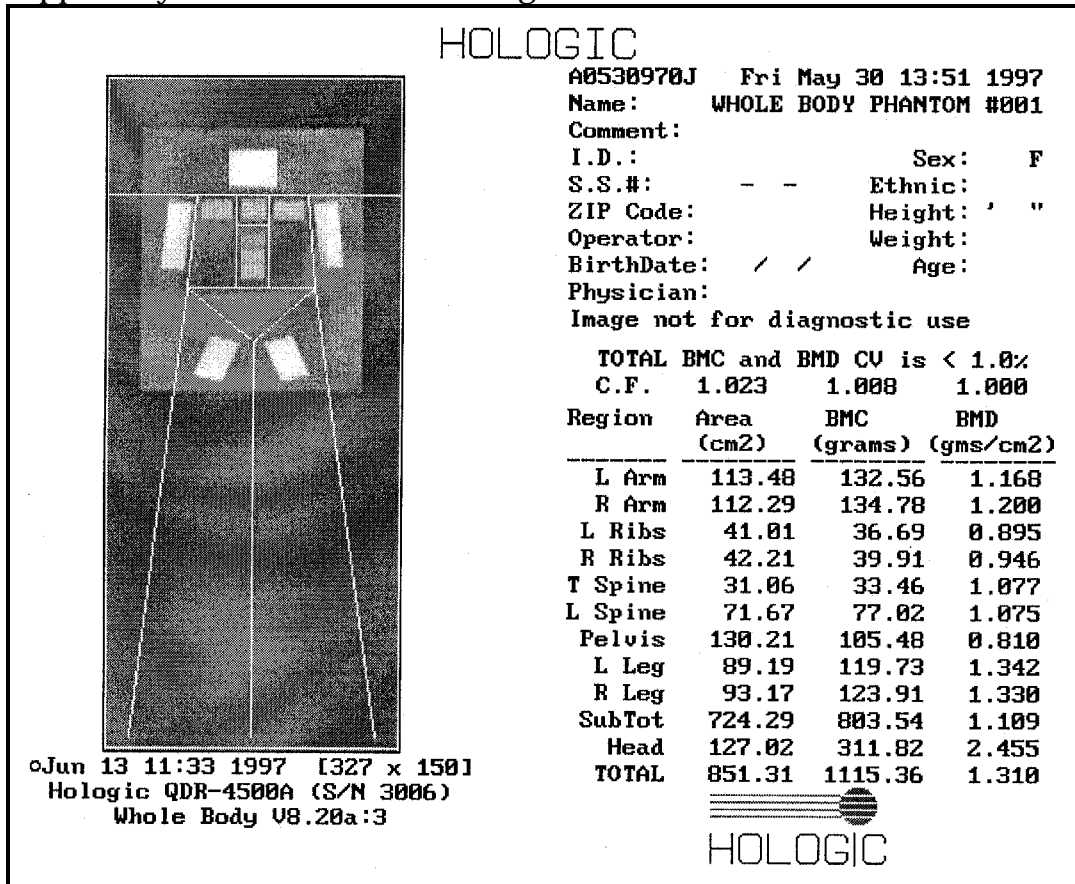 HOLOGIC
A0530970J Fri May 30 13:51 1997
Name: WHOLE BODY PHANTOM #001
Comment:
I.D.: Sex: F
S.S.#: - - Ethnic:
ZIP Code: Height: ' "
Operator: Weight:
BirthDate: / / Age:
Physician:
Image not for diagnostic use
TOTAL BMC and BMD CV is < 1.0%
C.F. 1.023 1.008 1.000
Region Area BMC BMD
(cm2) (grams) (gms/cm2)
L Arm 113.48 132.56 1.168
R Arm 112.29 134.78 1.200
L Ribs 41.01 36.69 0.895
R Ribs 42.21 39.91 0.946
T Spine 31.06 33.46 1.077
L Spine 71.67 77.02 1.075
Pelvis 130.21 105.48 0.810
L Leg 89.19 119.73 1.342
R Leg 93.17 123.91 1.330
SubTot 724.29 803.54 1.109
Head 127.02 311.82 2.455
TOTAL 851.31 1115.36 1.310
Jun 13 11:33 1997 [327 x 150]
Hologic QDR-4500A (S/N 3006)
Whole Body V8.20a:3
HOLOGIC